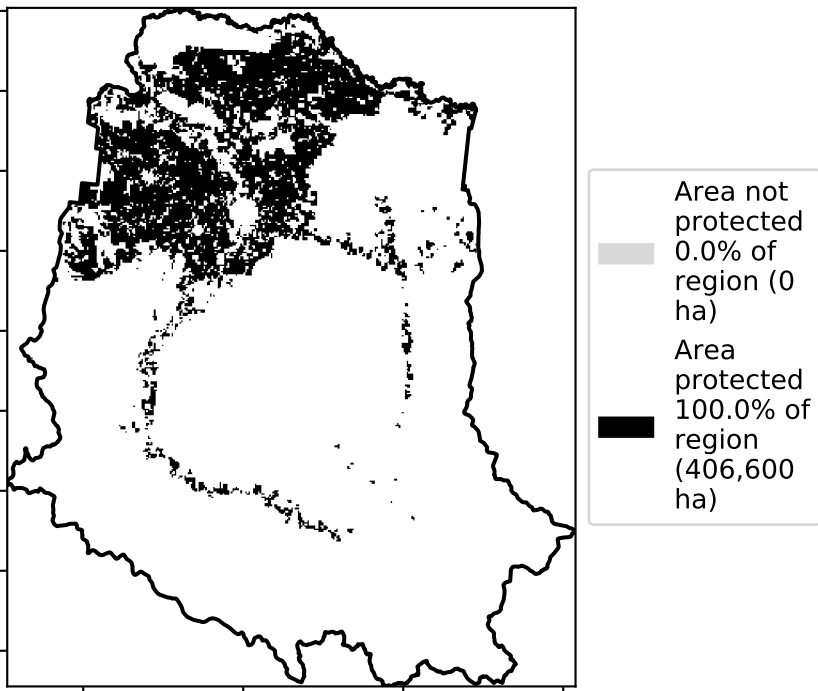 Area not
protected
0.0% of
region (0
ha)
Area
protected
100.0% of
region
(406,600
ha)